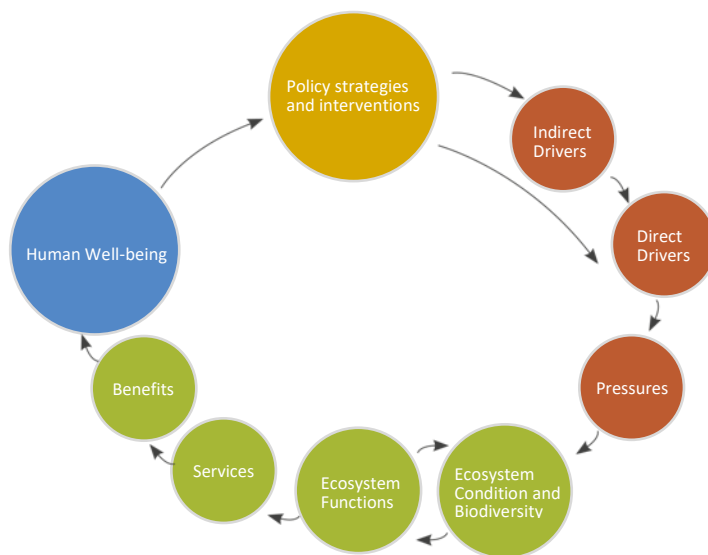 Policy strategies
and interventions
Indirect
Drivers
Direct
Drivers
Pressures
Ecosystem
Condition and
Biodiversity
Ecosystem
Functions
Services
Benefits
Human Well-being